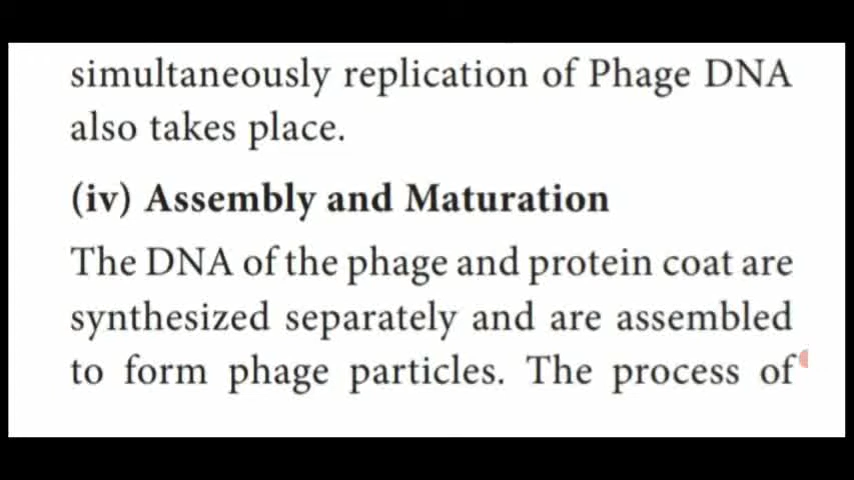 simultaneously replication of Phage DNA
also takes place.
(iv) Assembly and Maturation
The DNA of the phage and protein coat are
synthesized separately and are assembled
to form phage particles. The process of